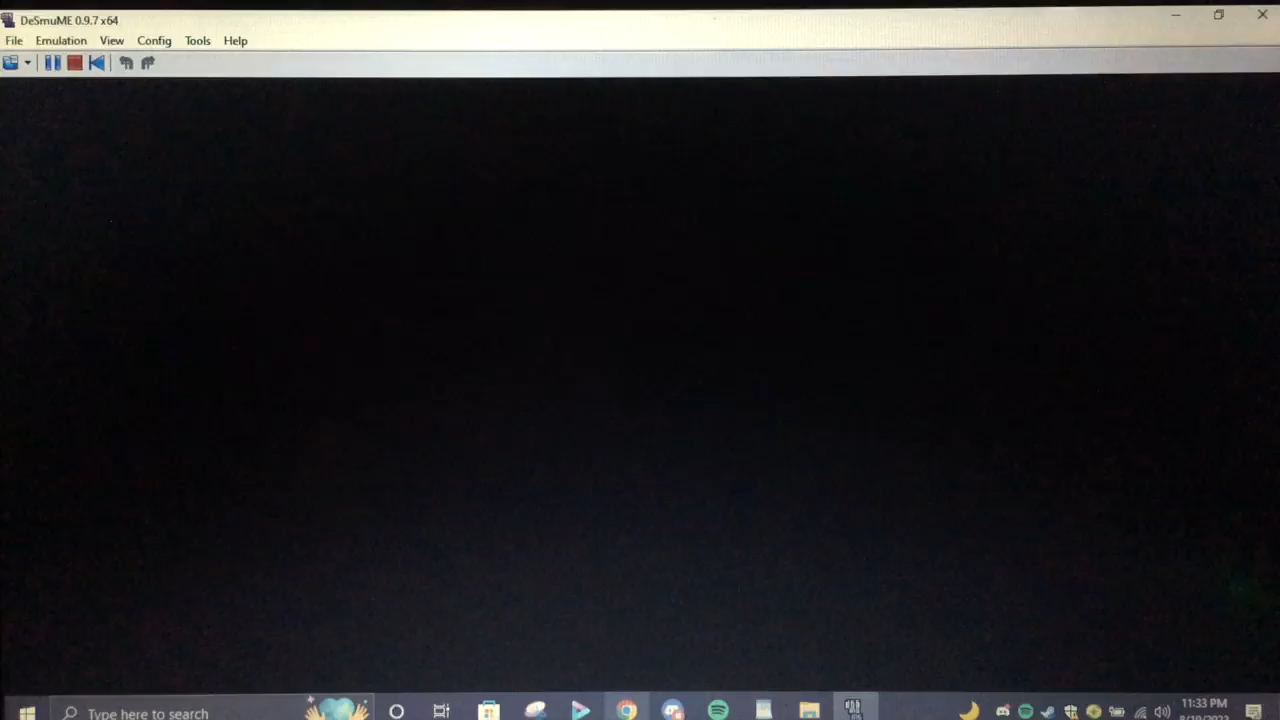 DeSmuME 0.9.7 x64
File Emulation View Config Tools Help
Type here to search
11:33 PM